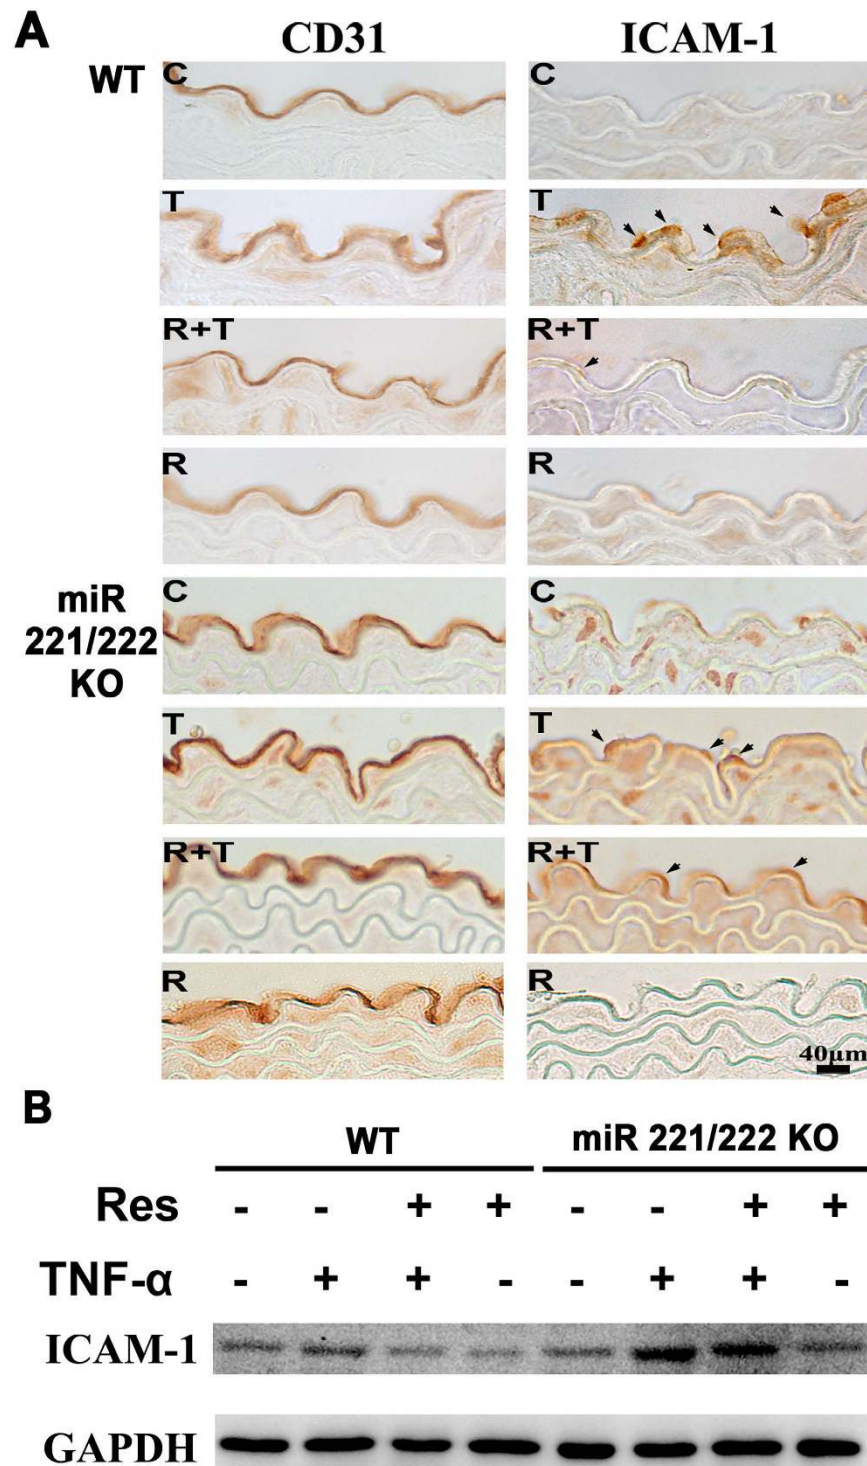 A
CD31 ICAM-1
WT C C
T T
R+T R+T
R R
miR
221/222
KO
C C
T T
R+T R+T
R R
40μm
B
WT miR 221/222 KO
Res - - + + - - + +
TNF-α - + + - - + + -
ICAM-1
GAPDH